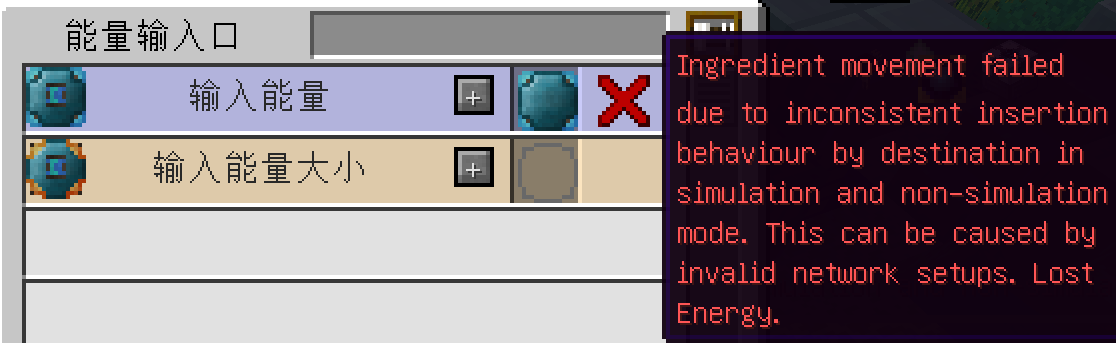 能量输入口
输入能量
输入能量大小
Ingredient movement failed
due to inconsistent insertion
behaviour by destination in
simulation and non-simulation
mode. This can be caused by
invalid network setups. Lost
Energy.